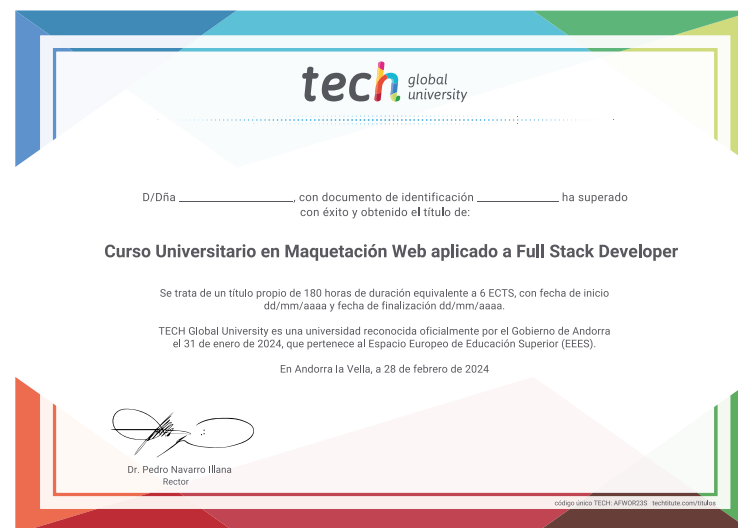 tech global university
D/Dña ______________, con documento de identificación __________ ha superado
con éxito y obtenido el título de:
Curso Universitario en Maquetación Web aplicado a Full Stack Developer
Se trata de un título propio de 180 horas de duración equivalente a 6 ECTS, con fecha de inicio
dd/mm/aaaa y fecha de finalización dd/mm/aaaa.
TECH Global University es una universidad reconocida oficialmente por el Gobierno de Andorra
el 31 de enero de 2024, que pertenece al Espacio Europeo de Educación Superior (EEES).
En Andorra la Vella, a 28 de febrero de 2024
Dr. Pedro Navarro Illana
Rector
código único TECH: AFWOR23S techtitute.com/titulos